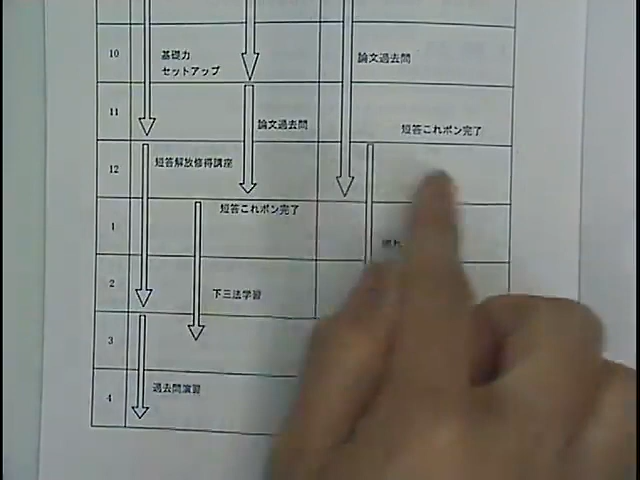 10
基礎力
セットアップ
論文過去問
11
論文過去問
短答これポン完了
12
短答解放修得講座
1
短答これポン完了
2
下三法学習
3
4
過去問演習